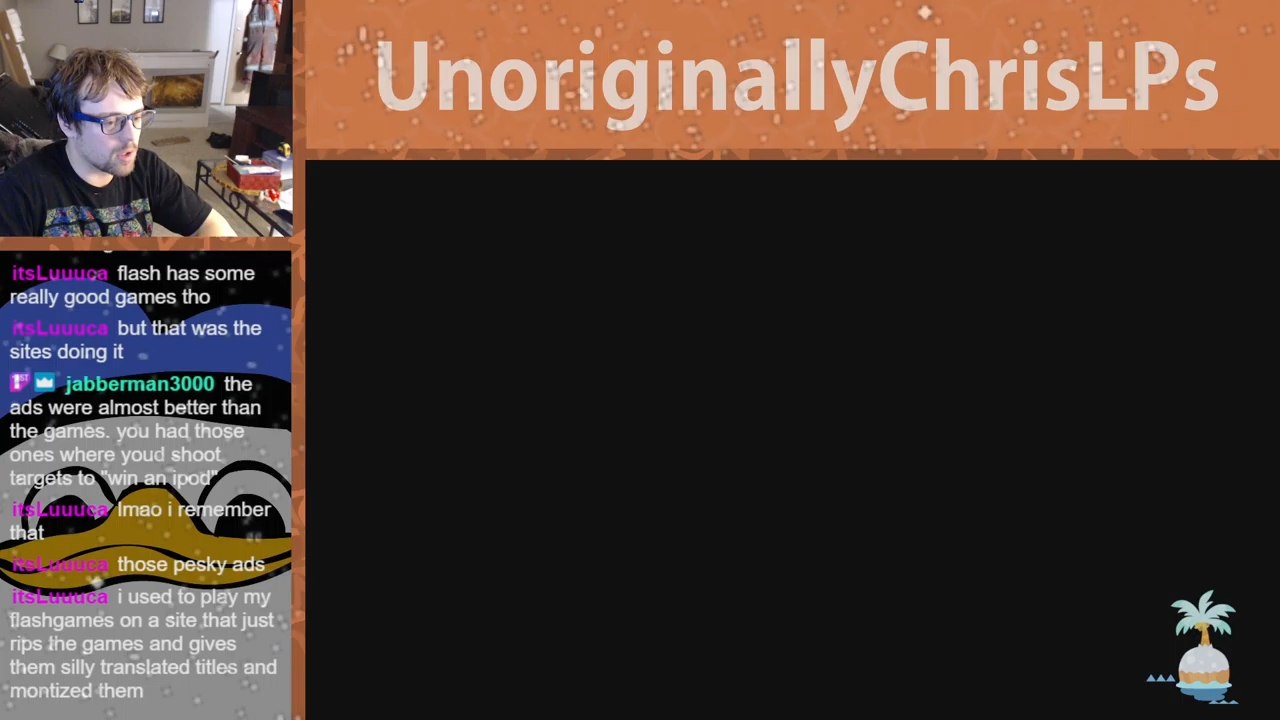 UnoriginallyChrisLPs
itsLuuuca flash has some
really good games tho
itsLuuuca but that was the
sites doing it
1ST jabberman3000 the
ads were almost better than
the games. you had those
ones where youd shoot
targets to "win an ipod"
itsLuuuca lmao i remember
that
itsLuuuca those pesky ads
itsLuuuca i used to play my
flashgames on a site that just
rips the games and gives
them silly translated titles and
montized them